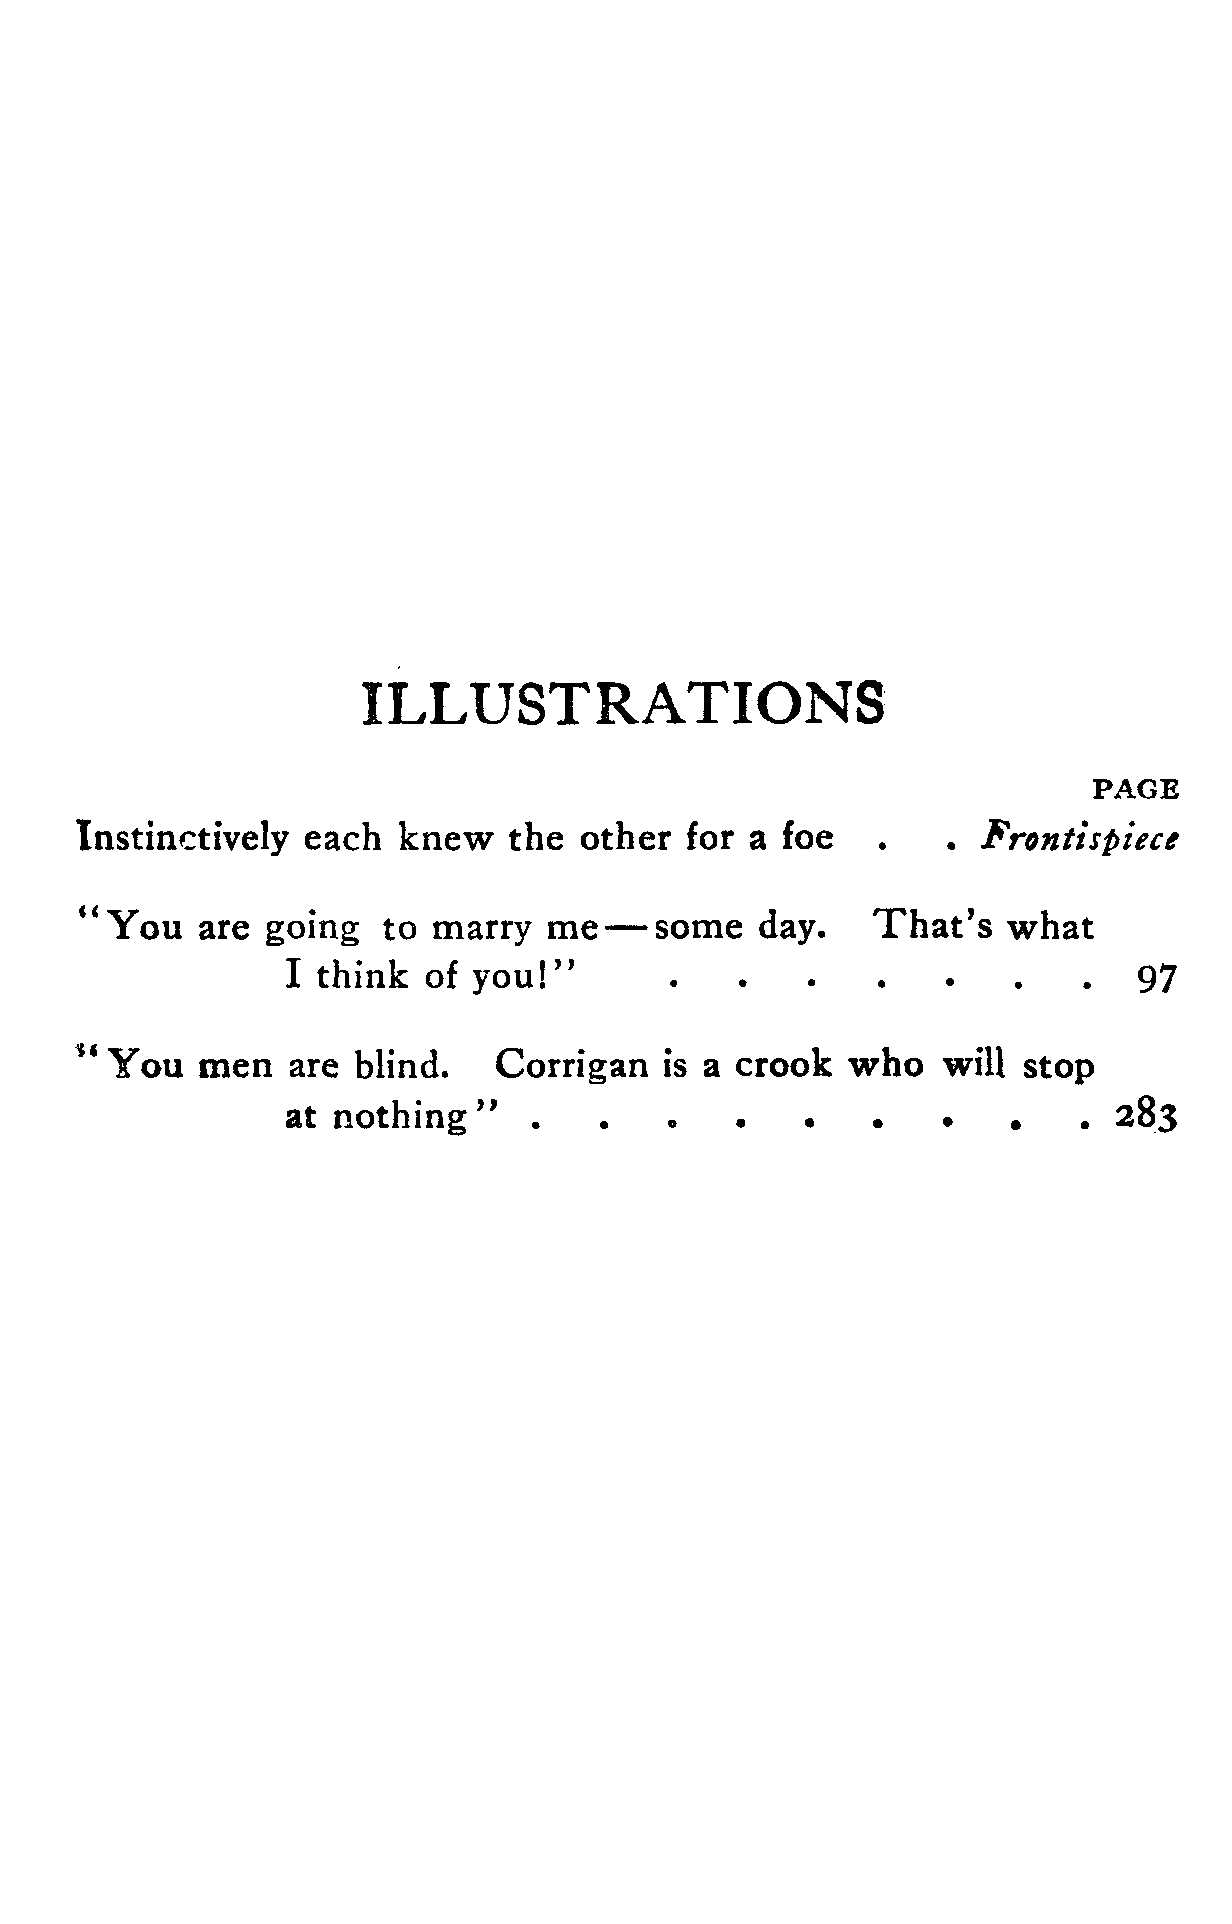 ILLUSTRATIONS
PAGE
Instinctively each knew the other for a foe . . Frontispiece
"You are going to marry me—some day. That's what
I think of you!" . . . . . . . 97
"You men are blind. Corrigan is a crook who will stop
at nothing" . . . . . . . . . 283